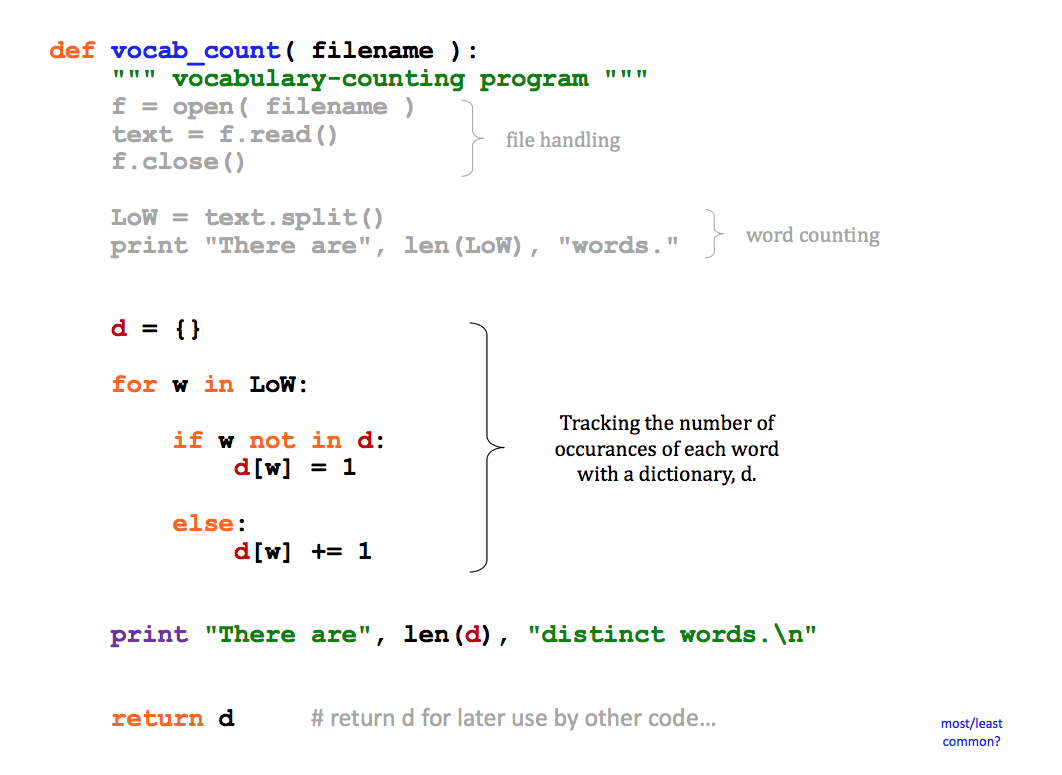 def vocab_count( filename ):
    """ vocabulary-counting program """
    f = open( filename )
    text = f.read()
    f.close()
file handling
    LoW = text.split()
    print "There are", len(LoW), "words."
word counting
    d = {}
    for w in LoW:
        if w not in d:
            d[w] = 1
        else:
            d[w] += 1
Tracking the number of
occurances of each word
with a dictionary, d.
    print "There are", len(d), "distinct words.\n"
    return d     # return d for later use by other code…
most/least
common?